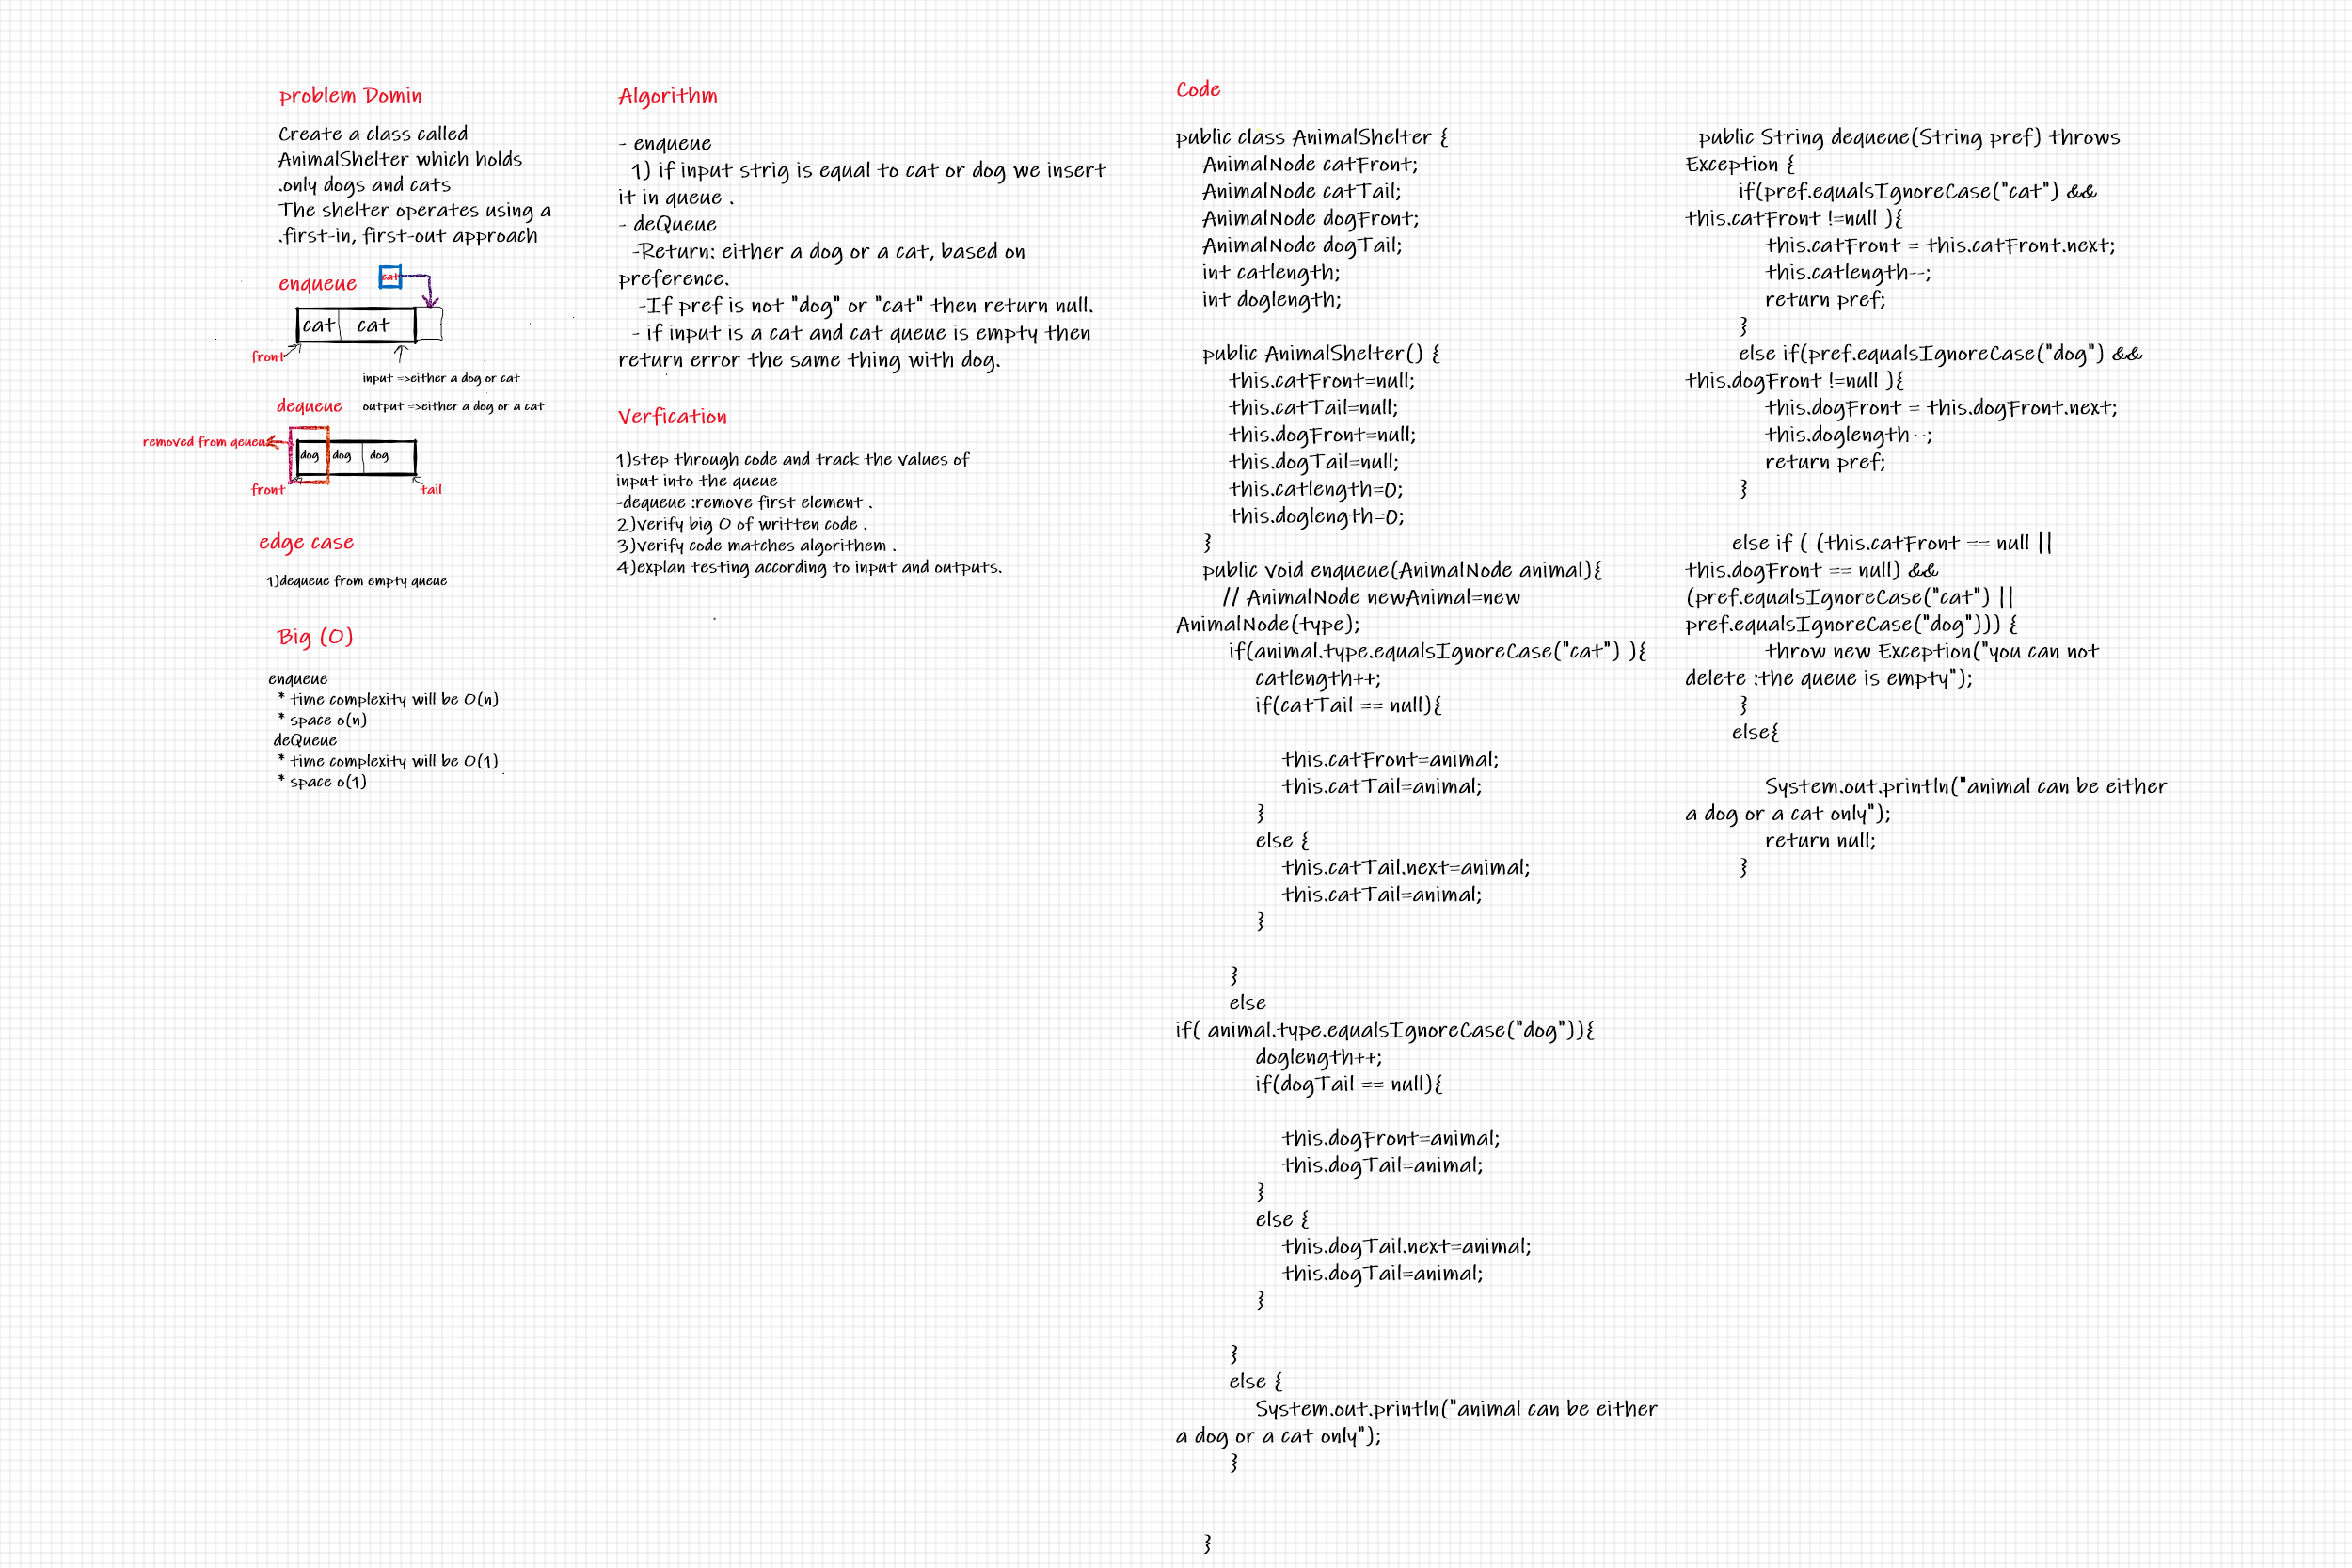 problem Domin
Create a class called
AnimalShelter which holds
.only dogs and cats
The shelter operates using a
.first-in, first-out approach
enqueue
cat
cat
cat
front
input =>either a dog or cat
dequeue
output =>either a dog or a cat
removed from qeueue
dog
dog
dog
front
tail
edge case
1)dequeue from empty queue
Big (O)
enqueue
* time complexity will be O(n)
* space o(n)
deQueue
* time complexity will be O(1)
* space o(1)
Algorithm
- enqueue
1) if input strig is equal to cat or dog we insert
it in queue .
- deQueue
-Return: either a dog or a cat, based on
preference.
-If pref is not "dog" or "cat" then return null.
- if input is a cat and cat queue is empty then
return error the same thing with dog.
Verfication
1)step through code and track the values of
input into the queue
-dequeue :remove first element .
2)verify big O of written code .
3)verify code matches algorithem .
4)explan testing according to input and outputs.
Code
public class AnimalShelter {
AnimalNode catFront;
AnimalNode catTail;
AnimalNode dogFront;
AnimalNode dogTail;
int catlength;
int doglength;
public AnimalShelter() {
this.catFront=null;
this.catTail=null;
this.dogFront=null;
this.dogTail=null;
this.catlength=0;
this.doglength=0;
}
public void enqueue(AnimalNode animal){
// AnimalNode newAnimal=new
AnimalNode(type);
if(animal.type.equalsIgnoreCase("cat") ){
catlength++;
if(catTail == null){
this.catFront=animal;
this.catTail=animal;
}
else {
this.catTail.next=animal;
this.catTail=animal;
}
}
else
if( animal.type.equalsIgnoreCase("dog")){
doglength++;
if(dogTail == null){
this.dogFront=animal;
this.dogTail=animal;
}
else {
this.dogTail.next=animal;
this.dogTail=animal;
}
}
else {
System.out.println("animal can be either
a dog or a cat only");
}
}
public String dequeue(String pref) throws
Exception {
if(pref.equalsIgnoreCase("cat") &&
this.catFront !=null ){
this.catFront = this.catFront.next;
this.catlength--;
return pref;
}
else if(pref.equalsIgnoreCase("dog") &&
this.dogFront !=null ){
this.dogFront = this.dogFront.next;
this.doglength--;
return pref;
}
else if ( (this.catFront == null ||
this.dogFront == null) &&
(pref.equalsIgnoreCase("cat") ||
pref.equalsIgnoreCase("dog"))) {
throw new Exception("you can not
delete :the queue is empty");
}
else{
System.out.println("animal can be either
a dog or a cat only");
return null;
}